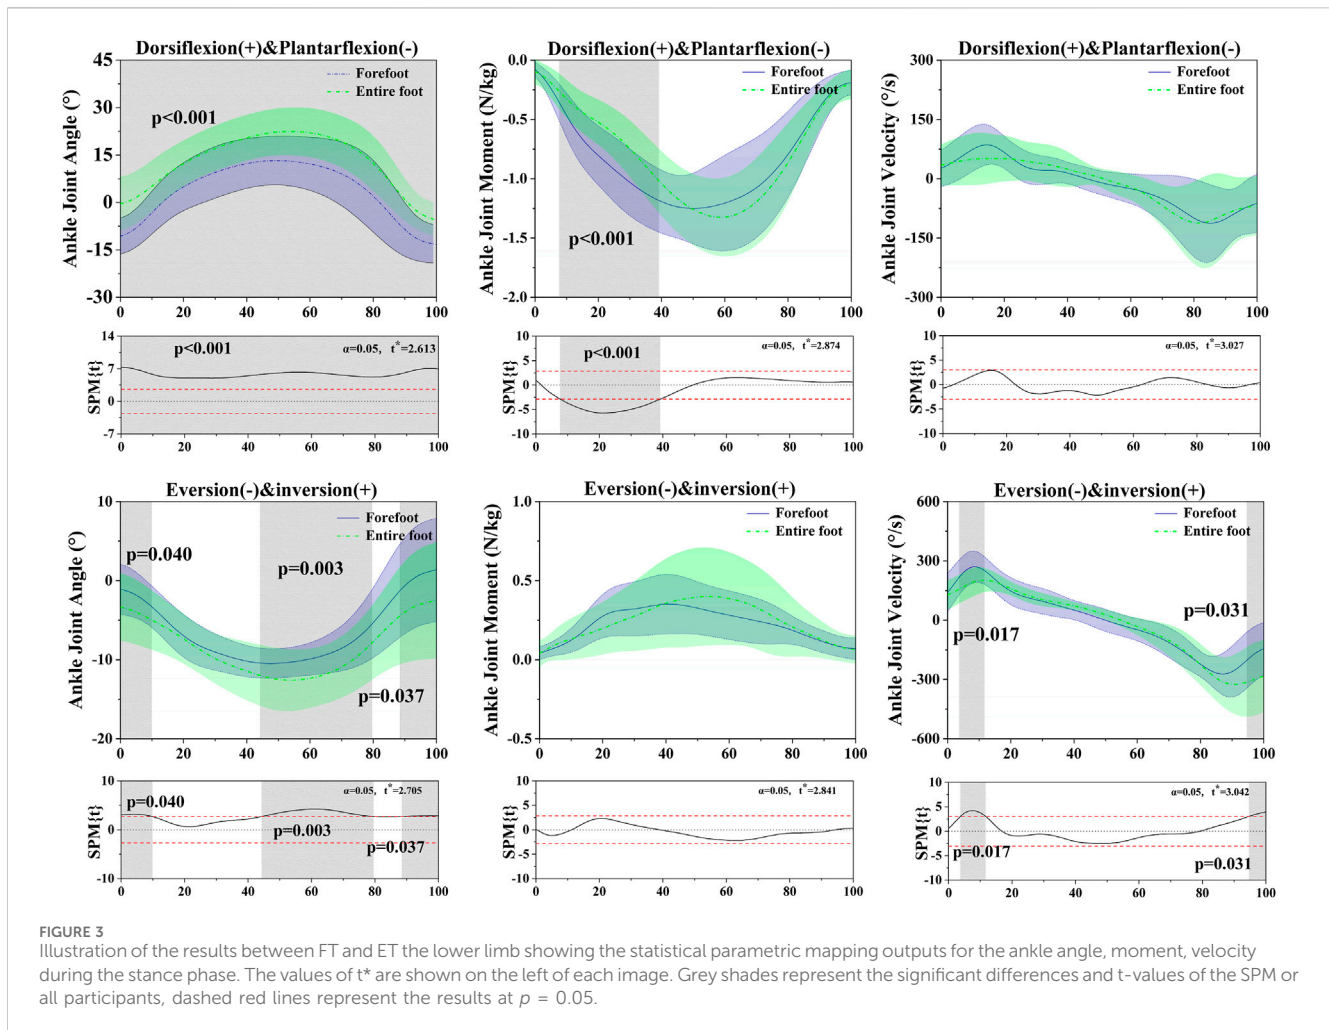 Dorsiflexion(+)&Plantarflexion(-)
45
30
15
0
-15
-30
Ankle Joint Angle (°)
Forefoot
Entire foot
p<0.001
0 20 40 60 80 100
14
7
0
-7
SPM{t}
p<0.001
α=0.05, t*=2.613
0 20 40 60 80 100
Dorsiflexion(+)&Plantarflexion(-)
0.0
-0.5
-1.0
-1.5
-2.0
Ankle Joint Moment (N/kg)
Forefoot
Entire foot
p<0.001
0 20 40 60 80 100
10
5
0
-5
-10
SPM{t}
p<0.001
α=0.05, t*=2.874
0 20 40 60 80 100
Dorsiflexion(+)&Plantarflexion(-)
300
150
0
-150
-300
Ankle Joint Velocity (°/s)
Forefoot
Entire foot
0 20 40 60 80 100
10
5
0
-5
-10
SPM{t}
α=0.05, t*=3.027
0 20 40 60 80 100
Eversion(-)&inversion(+)
10
0
-10
-20
Ankle Joint Angle (°)
Forefoot
Entire foot
p=0.040
p=0.003
p=0.037
0 20 40 60 80 100
10
5
0
-5
-10
SPM{t}
p=0.040
α=0.05, t*=2.705
p=0.003
p=0.037
0 20 40 60 80 100
Eversion(-)&inversion(+)
1.0
0.5
0.0
-0.5
Ankle Joint Moment (N/kg)
Forefoot
Entire foot
0 20 40 60 80 100
10
5
0
-5
-10
SPM{t}
α=0.05, t*=2.841
0 20 40 60 80 100
Eversion(-)&inversion(+)
600
300
0
-300
-600
Ankle Joint Velocity (°/s)
Forefoot
Entire foot
p=0.017
p=0.031
0 20 40 60 80 100
10
5
0
-5
-10
SPM{t}
α=0.05, t*=3.042
p=0.017
p=0.031
0 20 40 60 80 100
FIGURE 3
Illustration of the results between FT and ET the lower limb showing the statistical parametric mapping outputs for the ankle angle, moment, velocity
during the stance phase. The values of t* are shown on the left of each image. Grey shades represent the significant differences and t-values of the SPM or
all participants, dashed red lines represent the results at p = 0.05.